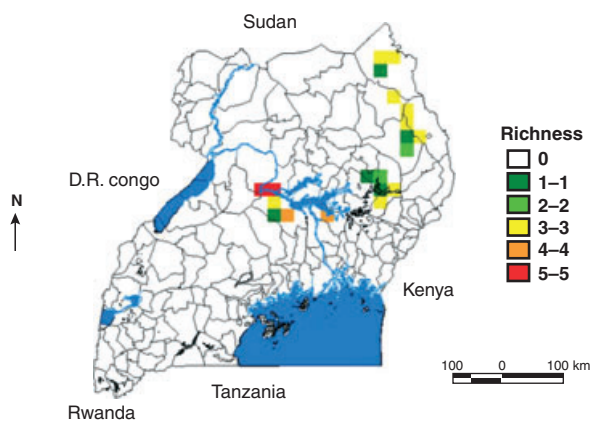 Sudan
D.R. congo
N
Richness
0
1–1
2–2
3–3
4–4
5–5
Kenya
100 0 100 km
Tanzania
Rwanda